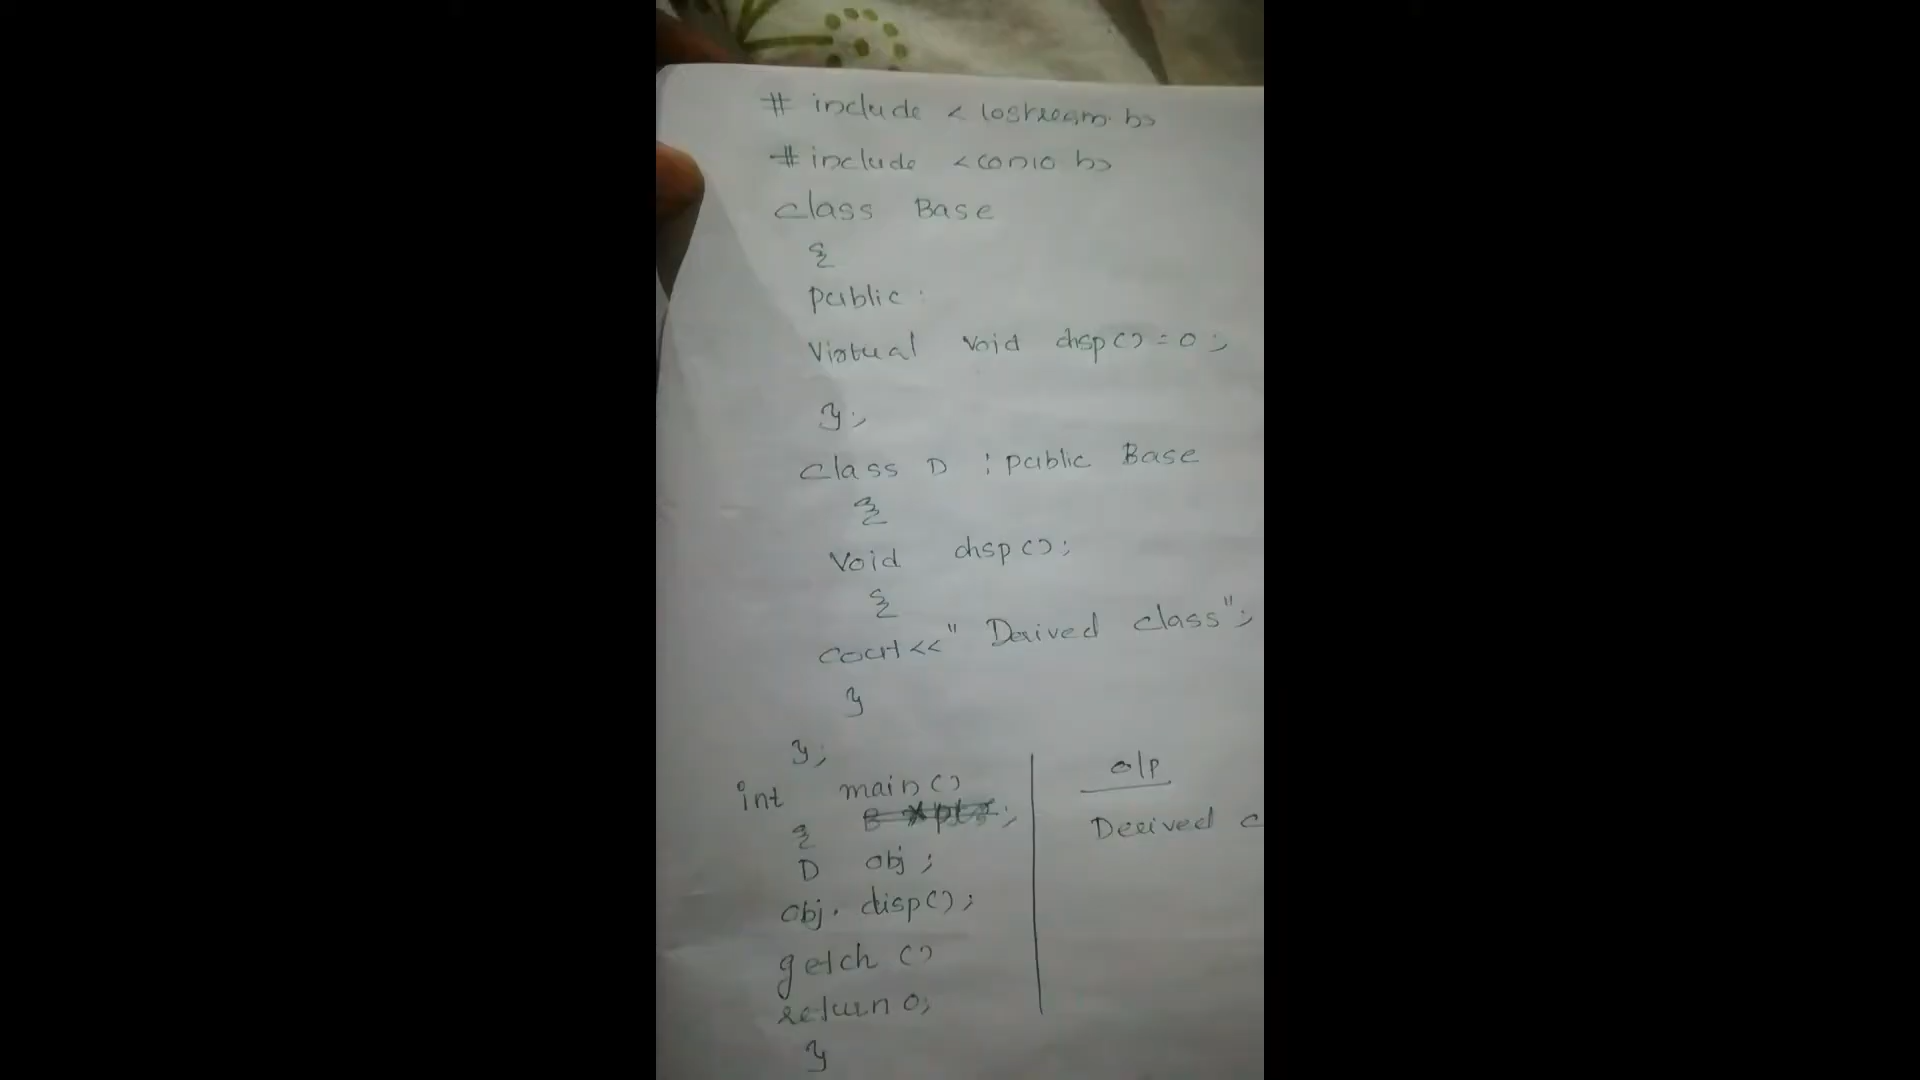 # include < iostream.h>
# include <conio h>
class Base
{
public:
Virtual void disp()=0;
};
class D : public Base
{
Void disp();
{
cout<<" Derived class";
}
};
int main()
{
D obj;
obj. disp();
getch ()
return 0;
}
o/p
Derived c